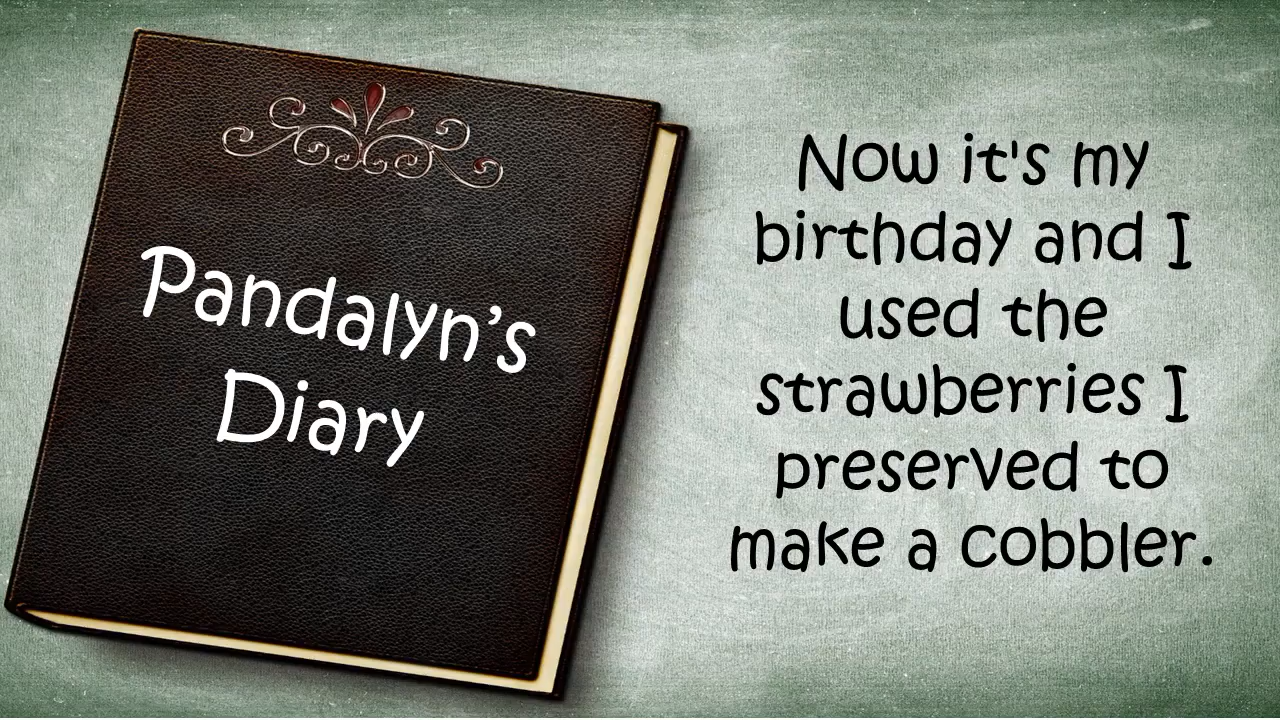 Pandalyn’s
Diary
Now it's my
birthday and I
used the
strawberries I
preserved to
make a cobbler.